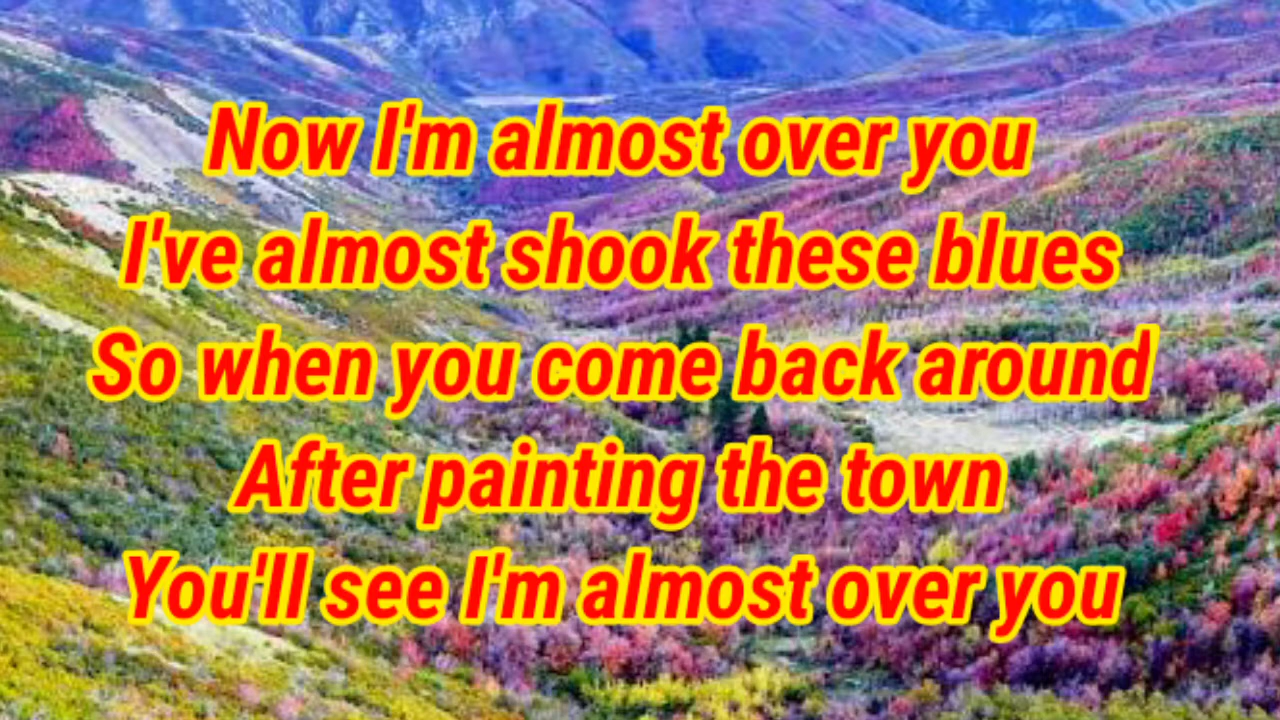 Now I'm almost over you
I've almost shook these blues
So when you come back around
After painting the town
You'll see I'm almost over you